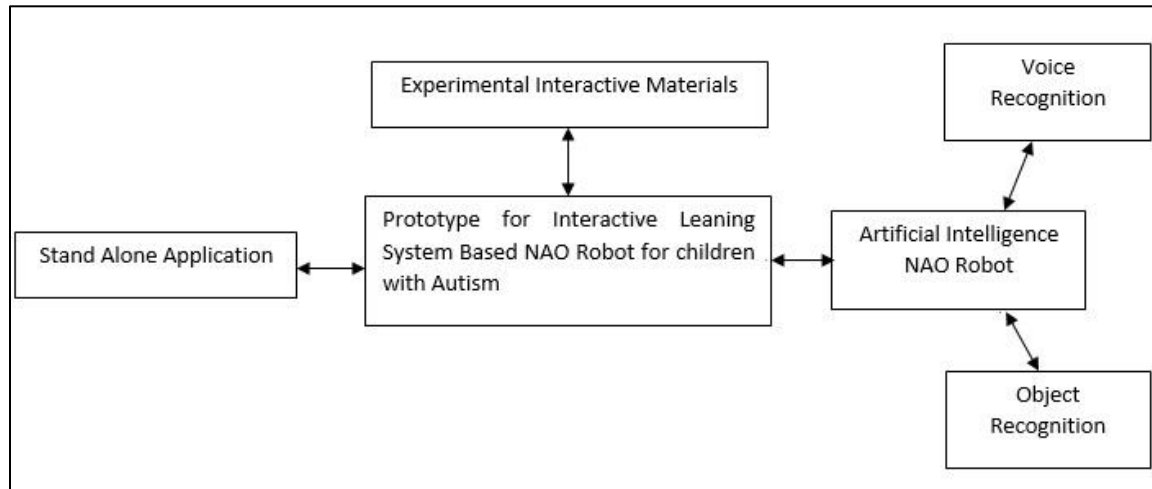 Voice
Recognition
Experimental Interactive Materials
Prototype for Interactive Leaning
System Based NAO Robot for children
with Autism
Stand Alone Application
Artificial Intelligence
NAO Robot
Object
Recognition